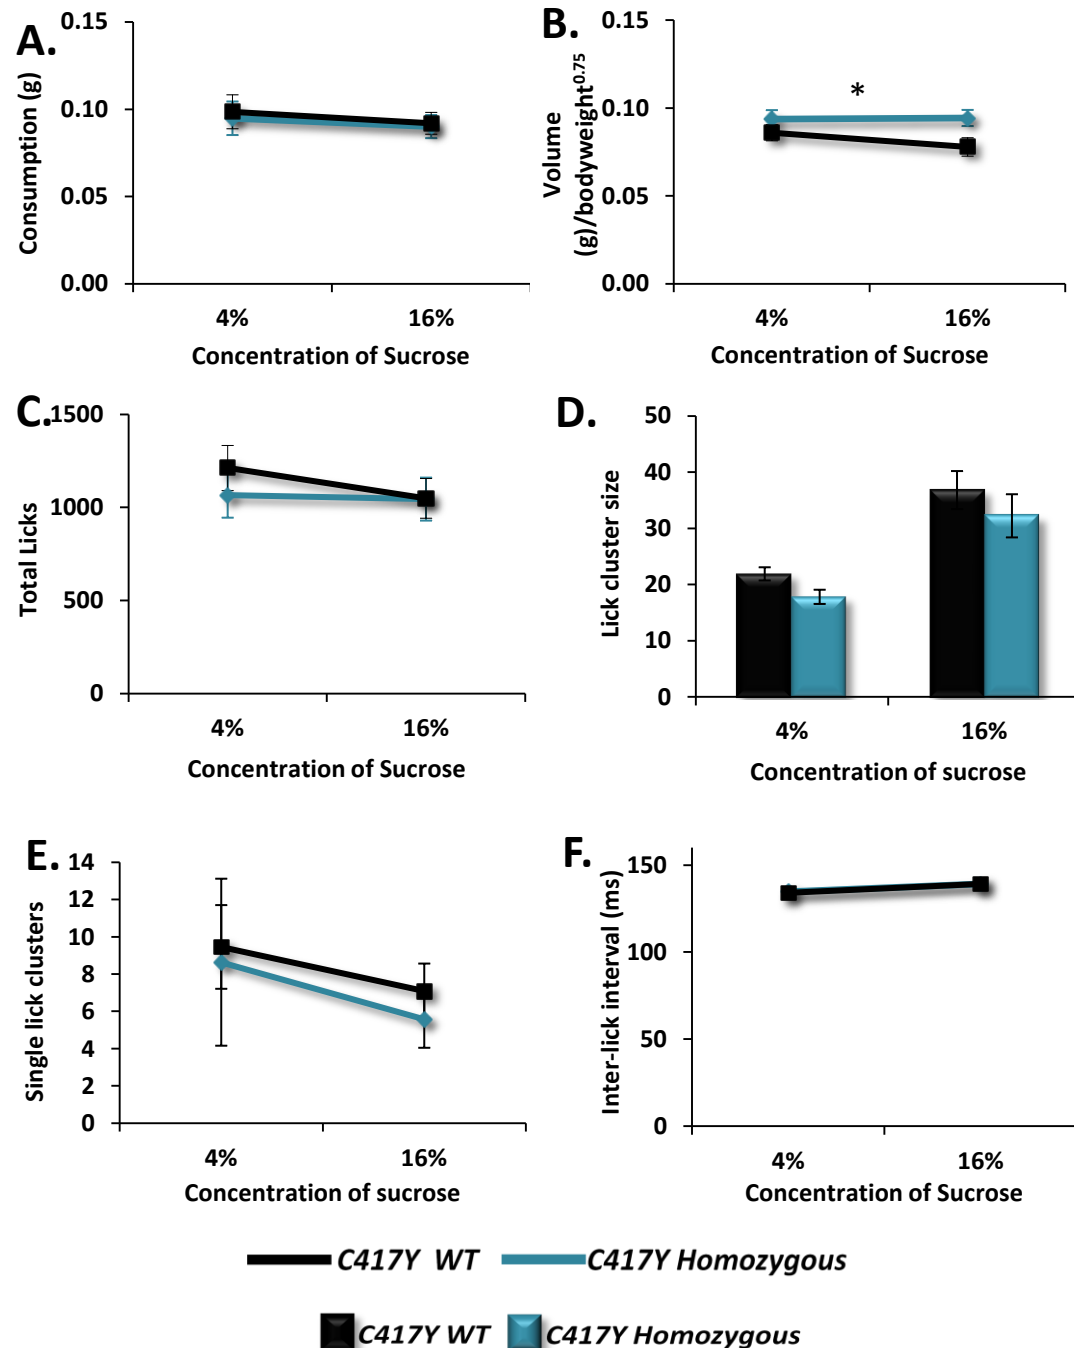 A.
Consumption (g)
0.15
0.10
0.05
0.00
4% 16%
Concentration of Sucrose
B.
Volume
(g)/bodyweight0.75
0.15
0.10
0.05
0.00
*
4% 16%
Concentration of Sucrose
C.
Total Licks
1500
1000
500
0
4% 16%
Concentration of Sucrose
D.
Lick cluster size
50
40
30
20
10
0
4% 16%
Concentration of sucrose
E.
Single lick clusters
14
12
10
8
6
4
2
0
4% 16%
Concentration of sucrose
F.
Inter-lick interval (ms)
150
100
50
0
4% 16%
Concentration of Sucrose
C417Y WT C417Y Homozygous
C417Y WT C417Y Homozygous